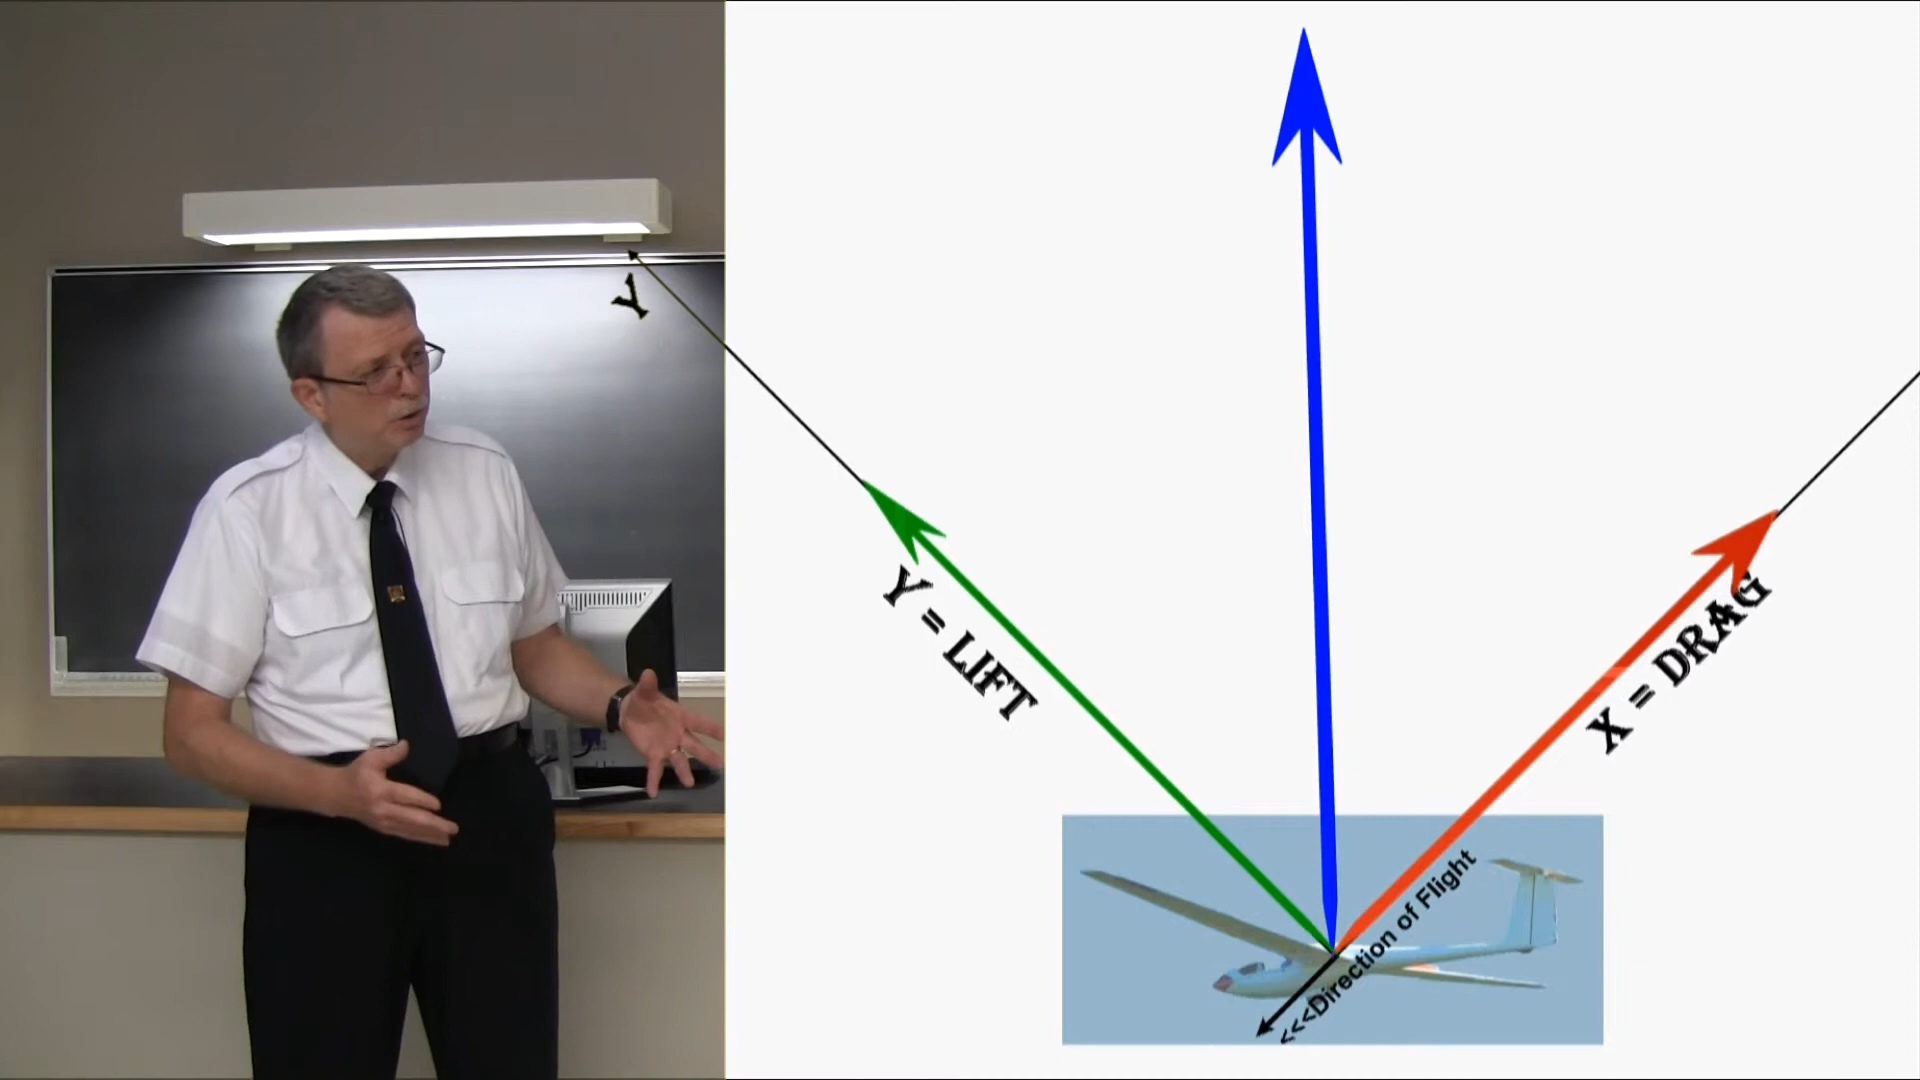 Y
Y = LIFT
X = DRAG
<<<Direction of Flight